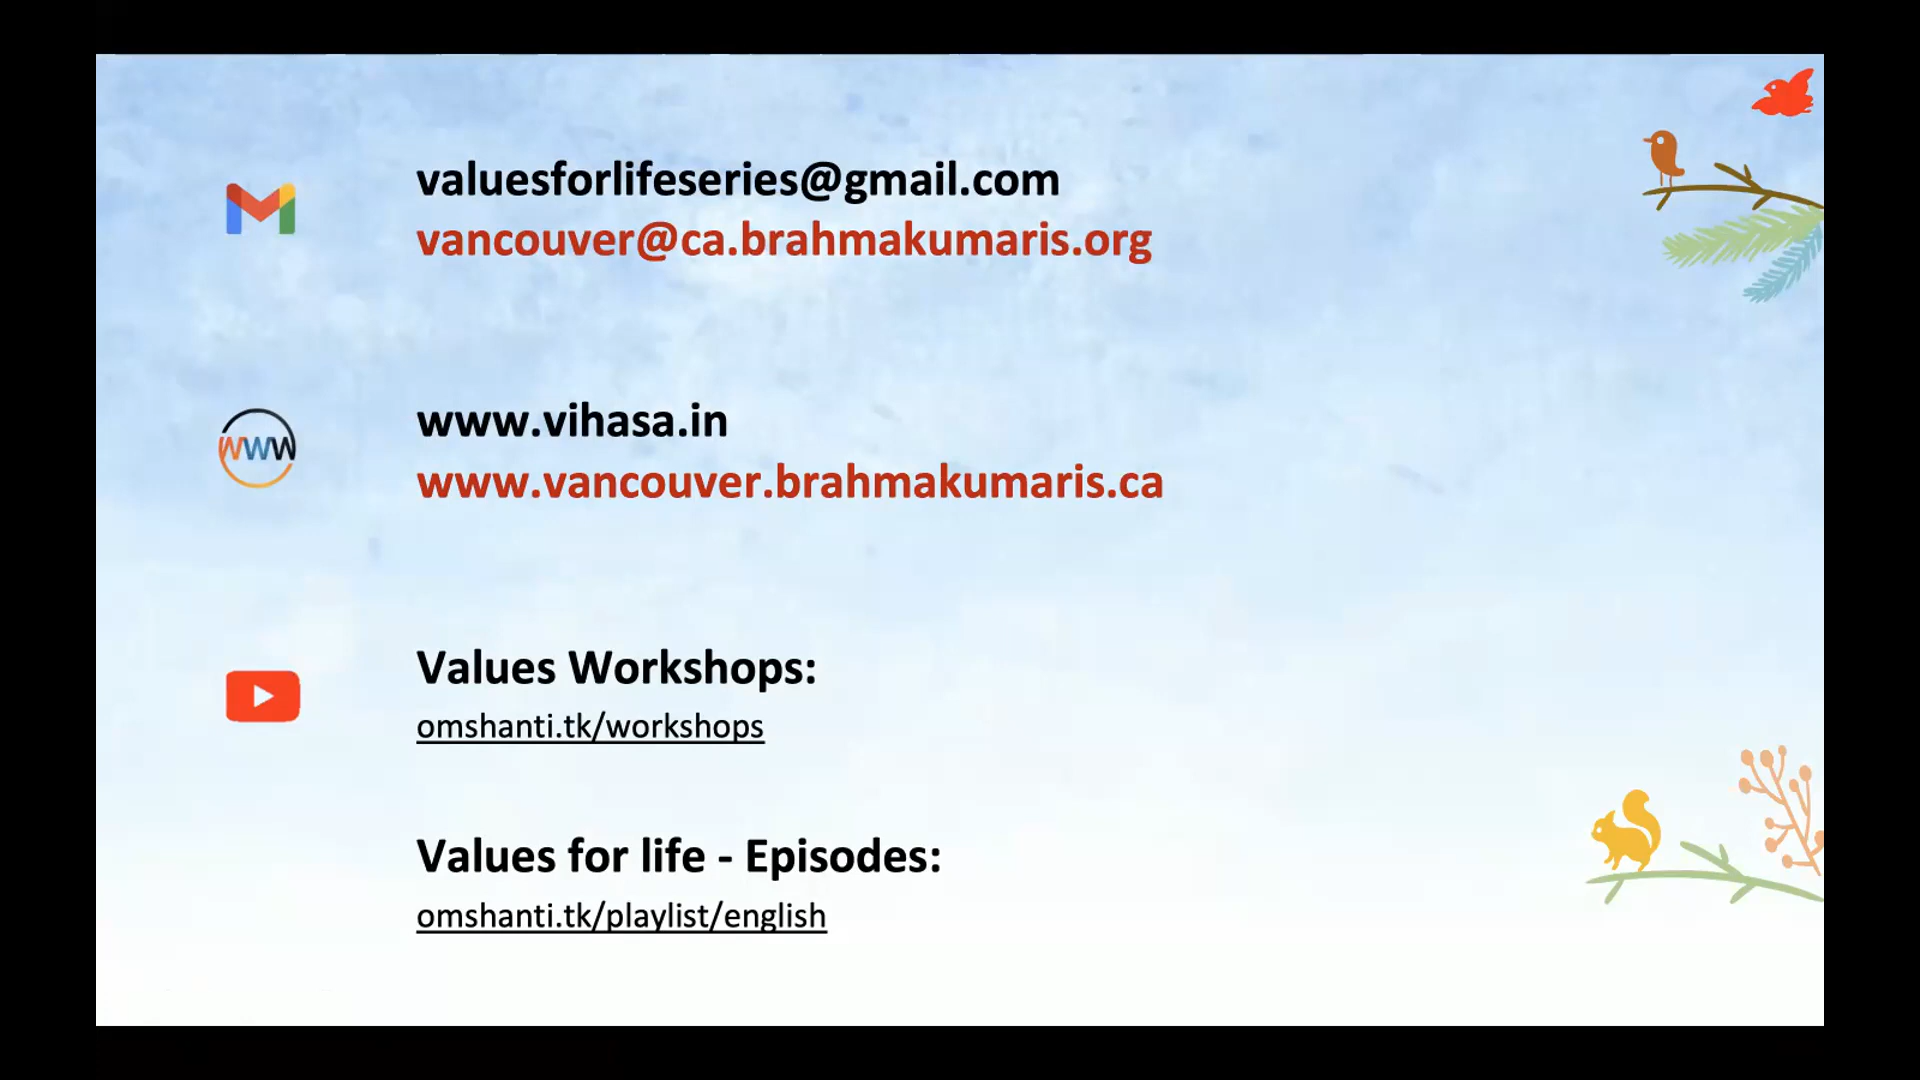 valuesforlifeseries@gmail.com
vancouver@ca.brahmakumaris.org
WWW
www.vihasa.in
www.vancouver.brahmakumaris.ca
Values Workshops:
omshanti.tk/workshops
Values for life - Episodes:
omshanti.tk/playlist/english